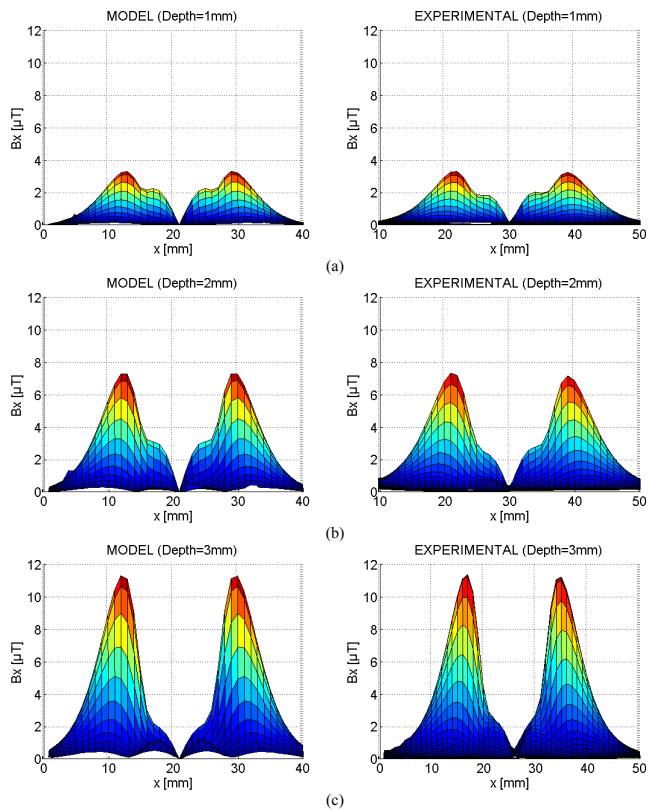 MODEL (Depth=1mm)
EXPERIMENTAL (Depth=1mm)
12
10
8
6
4
2
0
Bx [µT]
0 10 20 30 40
x [mm]
12
10
8
6
4
2
0
Bx [µT]
10 20 30 40 50
x [mm]
(a)
MODEL (Depth=2mm)
EXPERIMENTAL (Depth=2mm)
12
10
8
6
4
2
0
Bx [µT]
0 10 20 30 40
x [mm]
12
10
8
6
4
2
0
Bx [µT]
10 20 30 40 50
x [mm]
(b)
MODEL (Depth=3mm)
EXPERIMENTAL (Depth=3mm)
12
10
8
6
4
2
0
Bx [µT]
0 10 20 30 40
x [mm]
12
10
8
6
4
2
0
Bx [µT]
10 20 30 40 50
x [mm]
(c)